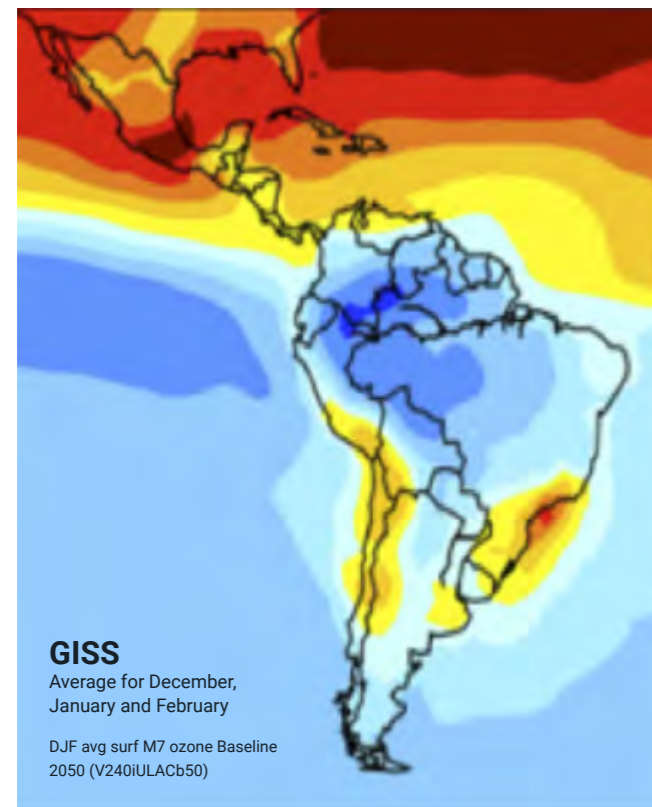 GISS
Average for December,
January and February
DJF avg surf M7 ozone Baseline
2050 (V240iULACb50)